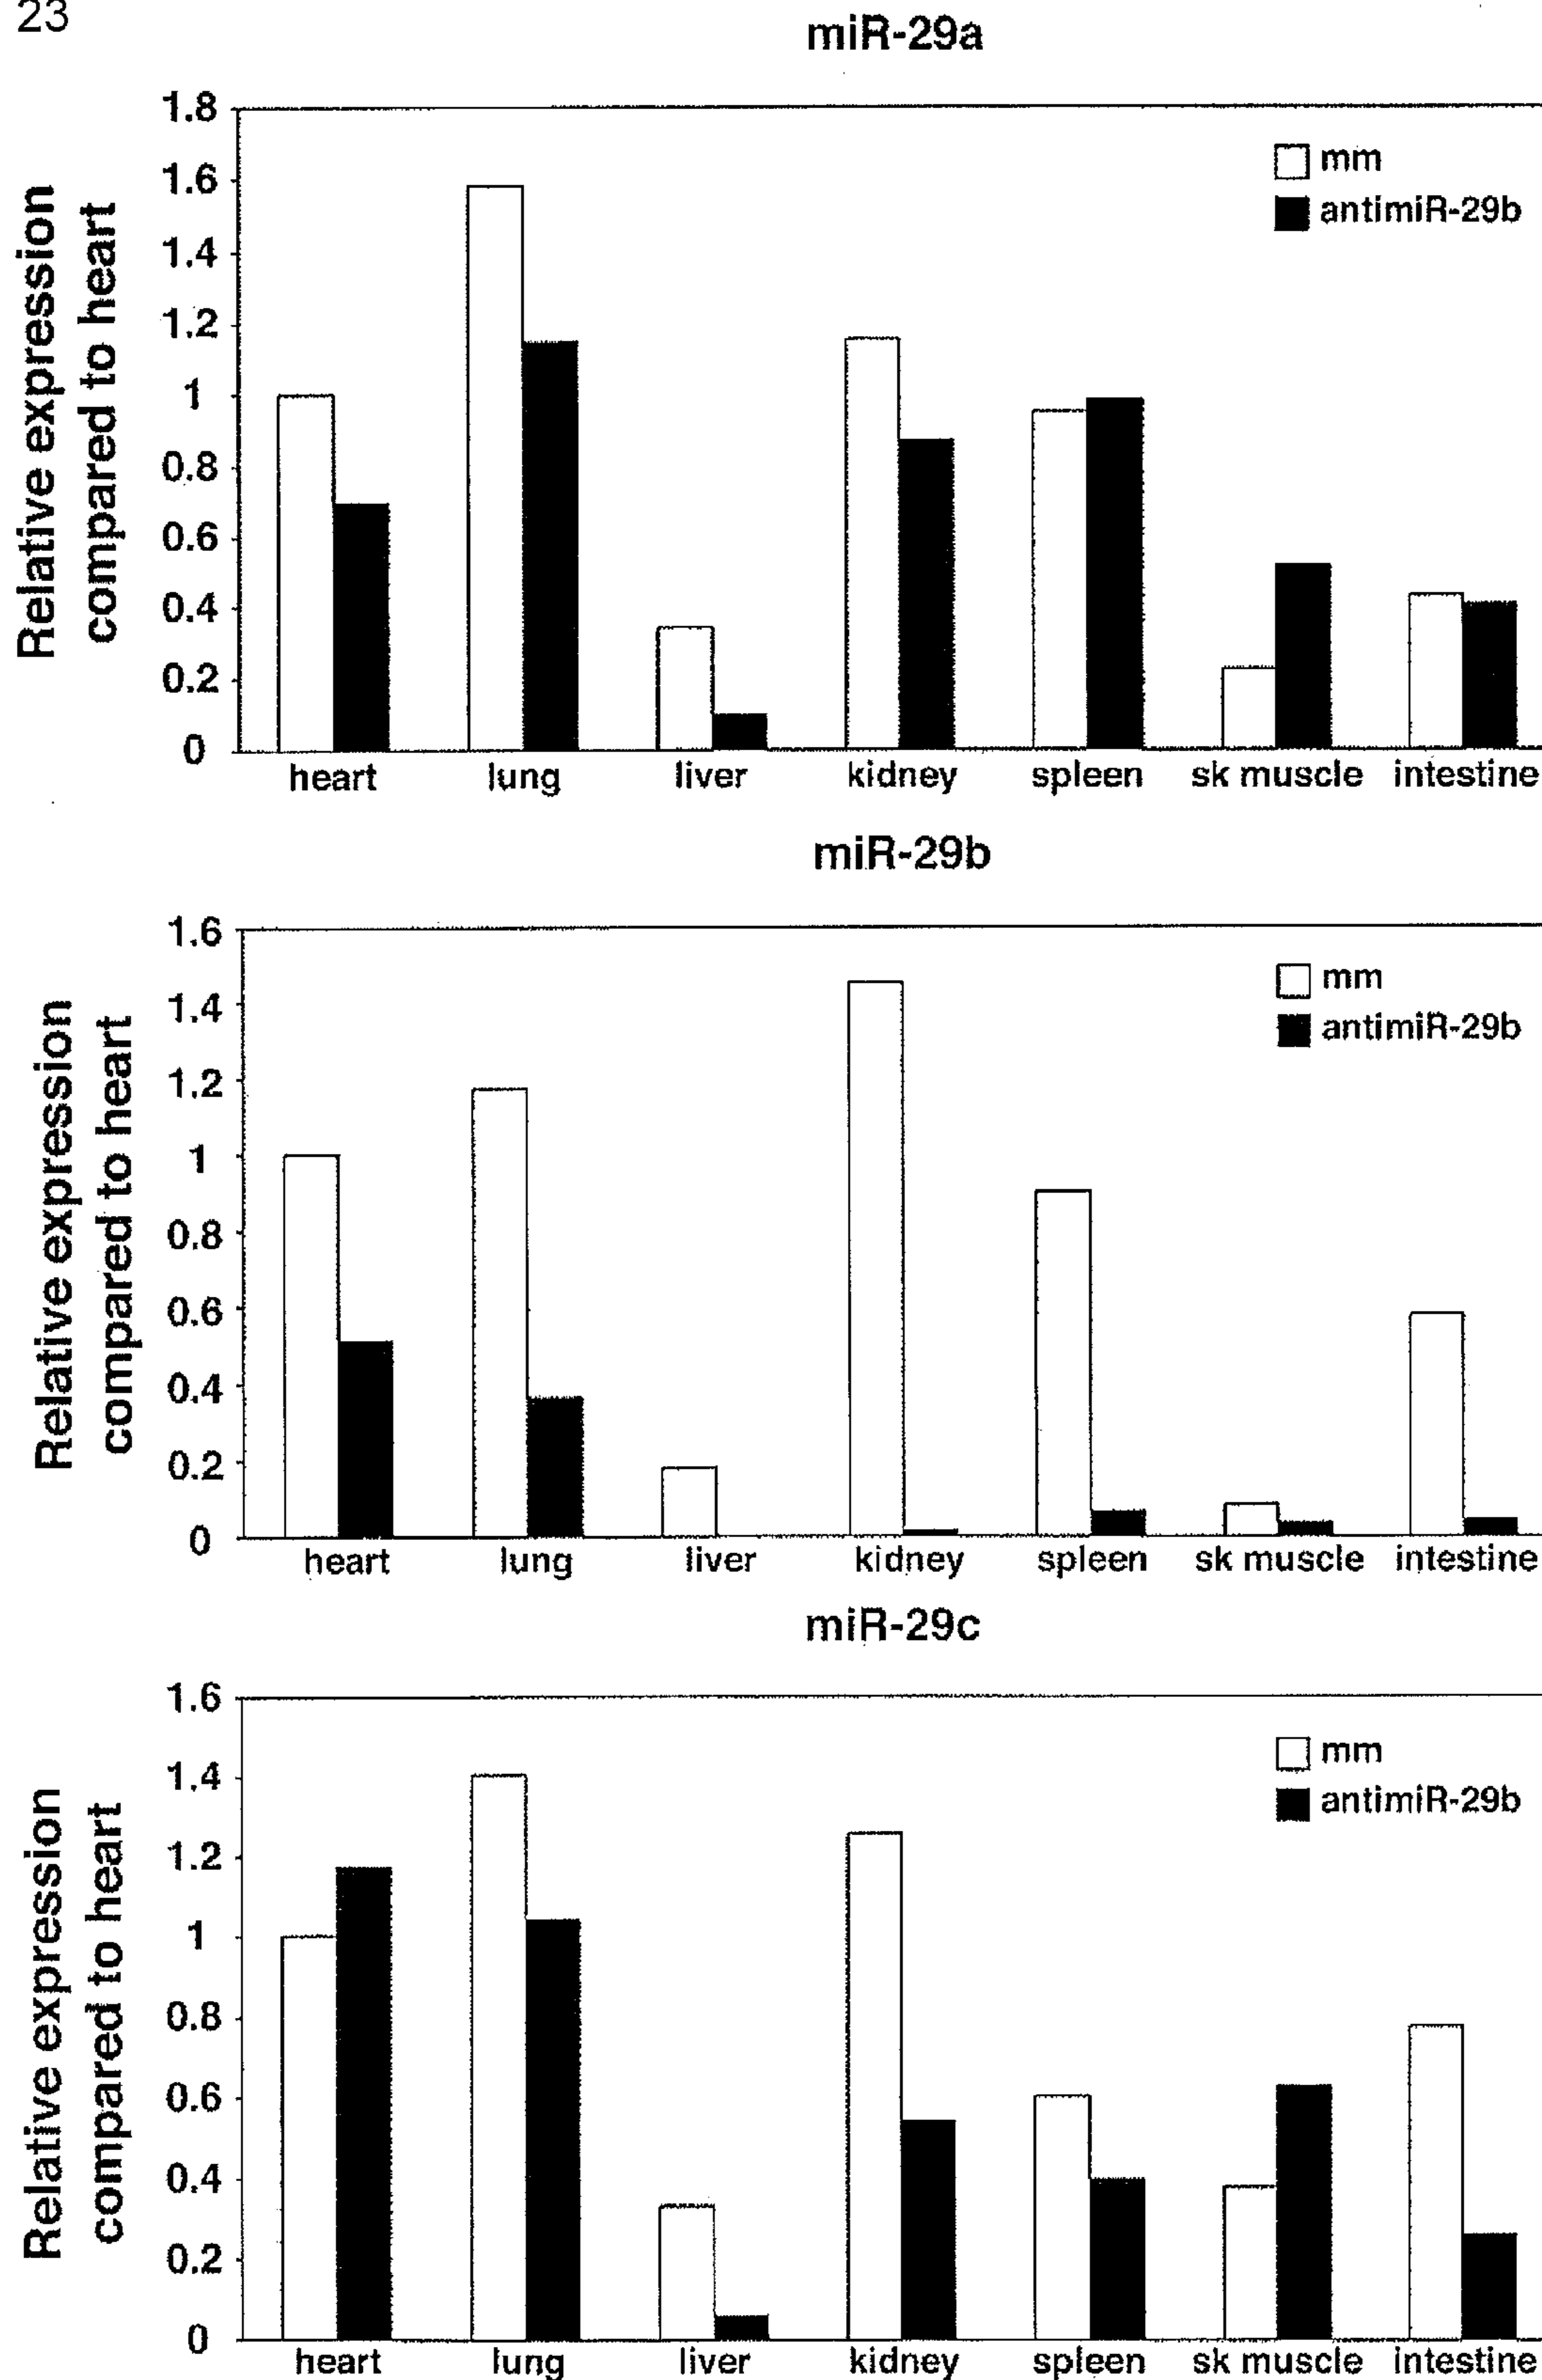 23
miR-29a
Relative expression
compared to heart
1.8
1.6
1.4
1.2
1
0.8
0.6
0.4
0.2
0
mm
antimiR-29b
heart lung liver kidney spleen sk muscle intestine
miR-29b
Relative expression
compared to heart
1.6
1.4
1.2
1
0.8
0.6
0.4
0.2
0
mm
antimiR-29b
heart lung liver kidney spleen sk muscle intestine
miR-29c
Relative expression
compared to heart
1.6
1.4
1.2
1
0.8
0.6
0.4
0.2
0
mm
antimiR-29b
heart lung liver kidney spleen sk muscle intestine